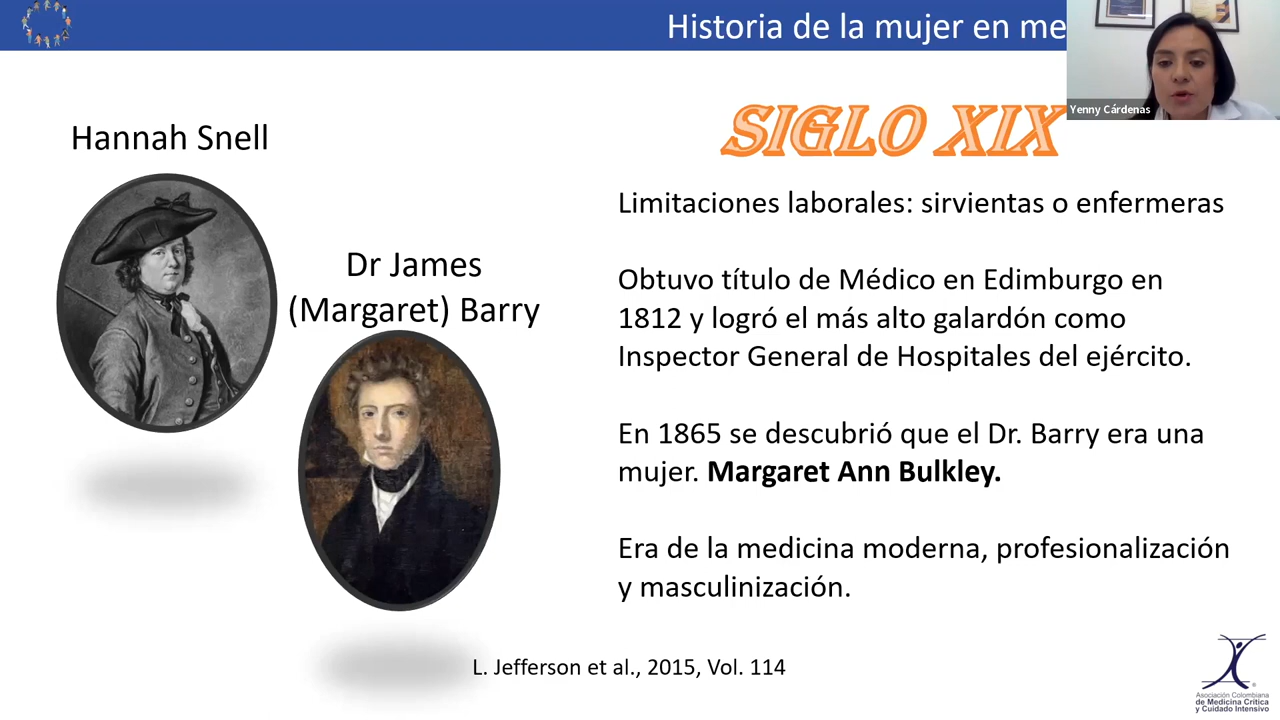 Historia de la mujer en me
Yenny Cárdenas
Hannah Snell
Dr James
(Margaret) Barry
SIGLO XIX
Limitaciones laborales: sirvientas o enfermeras
Obtuvo título de Médico en Edimburgo en
1812 y logró el más alto galardón como
Inspector General de Hospitales del ejército.
En 1865 se descubrió que el Dr. Barry era una
mujer. Margaret Ann Bulkley.
Era de la medicina moderna, profesionalización
y masculinización.
L. Jefferson et al., 2015, Vol. 114
Asociación Colombiana
de Medicina Crítica
y Cuidado Intensivo